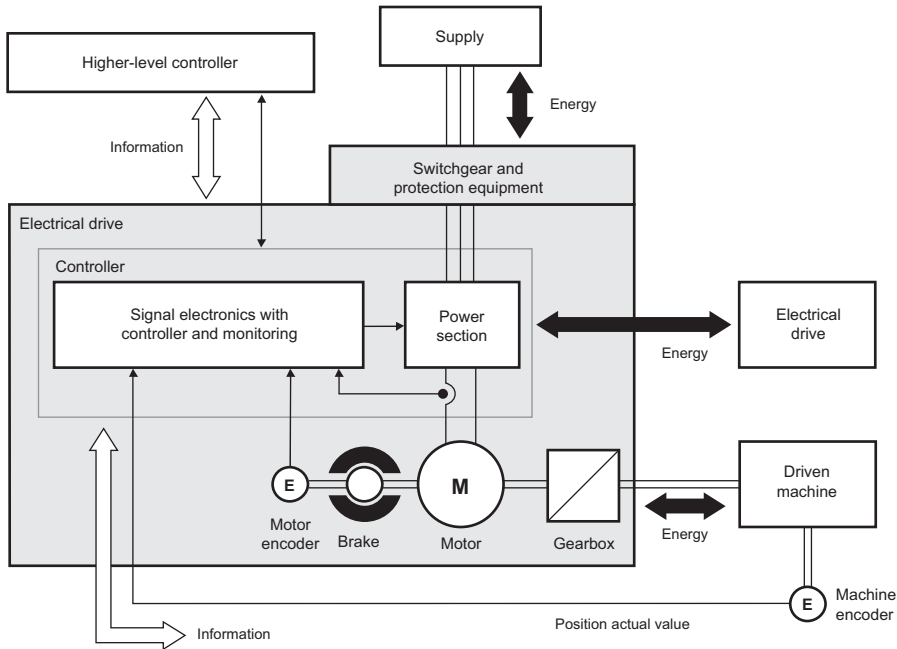 Supply
Higher-level controller
Energy
Information
Switchgear and
protection equipment
Electrical drive
Controller
Signal electronics with
controller and monitoring
Power
section
Electrical
drive
Energy
E
M
Driven
machine
Motor
encoder
Brake
Motor
Gearbox
Energy
E
Machine
encoder
Position actual value
Information